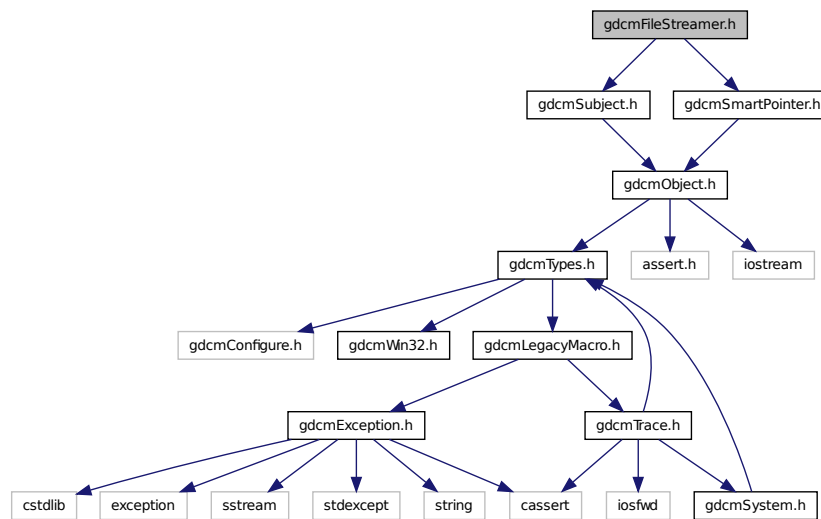 gdcmFileStreamer.h
gdcmSubject.h
gdcmSmartPointer.h
gdcmObject.h
gdcmTypes.h
assert.h
iostream
gdcmConfigure.h
gdcmWin32.h
gdcmLegacyMacro.h
gdcmException.h
gdcmTrace.h
cstdlib
exception
sstream
stdexcept
string
cassert
iosfwd
gdcmSystem.h